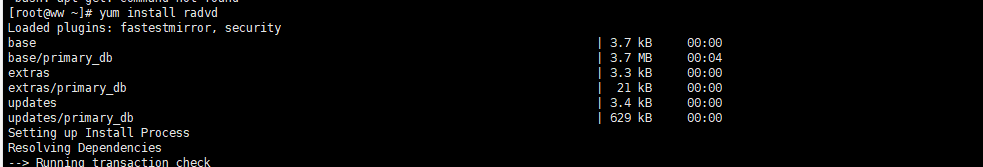 [root@ww ~]# yum install radvd
Loaded plugins: fastestmirror, security
base | 3.7 kB 00:00
base/primary_db | 3.7 MB 00:04
extras | 3.3 kB 00:00
extras/primary_db | 21 kB 00:00
updates | 3.4 kB 00:00
updates/primary_db | 629 kB 00:00
Setting up Install Process
Resolving Dependencies
--> Running transaction check